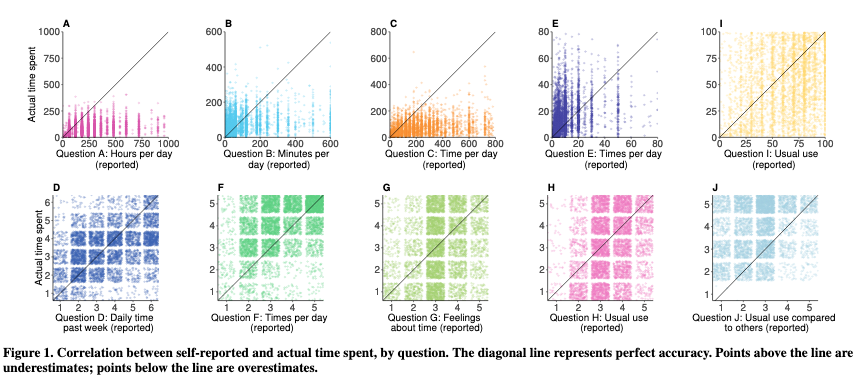 A
B
C
E
I
Actual time spent
1000
750
500
250
0
0 250 500 750 1000
Question A: Hours per day
(reported)
600
400
200
0
0 200 400 600
Question B: Minutes per
day (reported)
800
600
400
200
0
0 200 400 600 800
Question C: Time per day
(reported)
80
60
40
20
0
0 20 40 60 80
Question E: Times per day
(reported)
100
75
50
25
0
0 25 50 75 100
Question I: Usual use
(reported)
D
F
G
H
J
Actual time spent
6
5
4
3
2
1
1 2 3 4 5 6
Question D: Daily time
past week (reported)
5
4
3
2
1
1 2 3 4 5
Question F: Times per day
(reported)
5
4
3
2
1
1 2 3 4 5
Question G: Feelings
about time (reported)
5
4
3
2
1
1 2 3 4 5
Question H: Usual use
(reported)
5
4
3
2
1
1 2 3 4 5
Question J: Usual use compared
to others (reported)
Figure 1. Correlation between self-reported and actual time spent, by question. The diagonal line represents perfect accuracy. Points above the line are
underestimates; points below the line are overestimates.